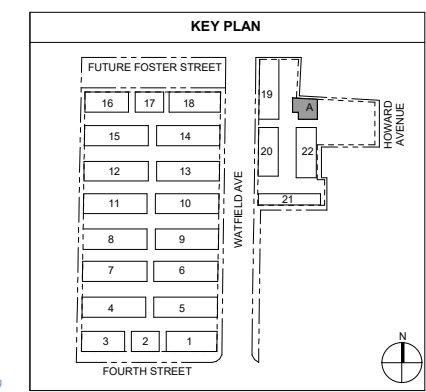 KEY PLAN
FUTURE FOSTER STREET
16 17 18
15 14
12 13
11 10
8 9
7 6
4 5
3 2 1
FOURTH STREET
WATFIELD AVE
19
A
20 22
21
HOWARD
AVENUE
N